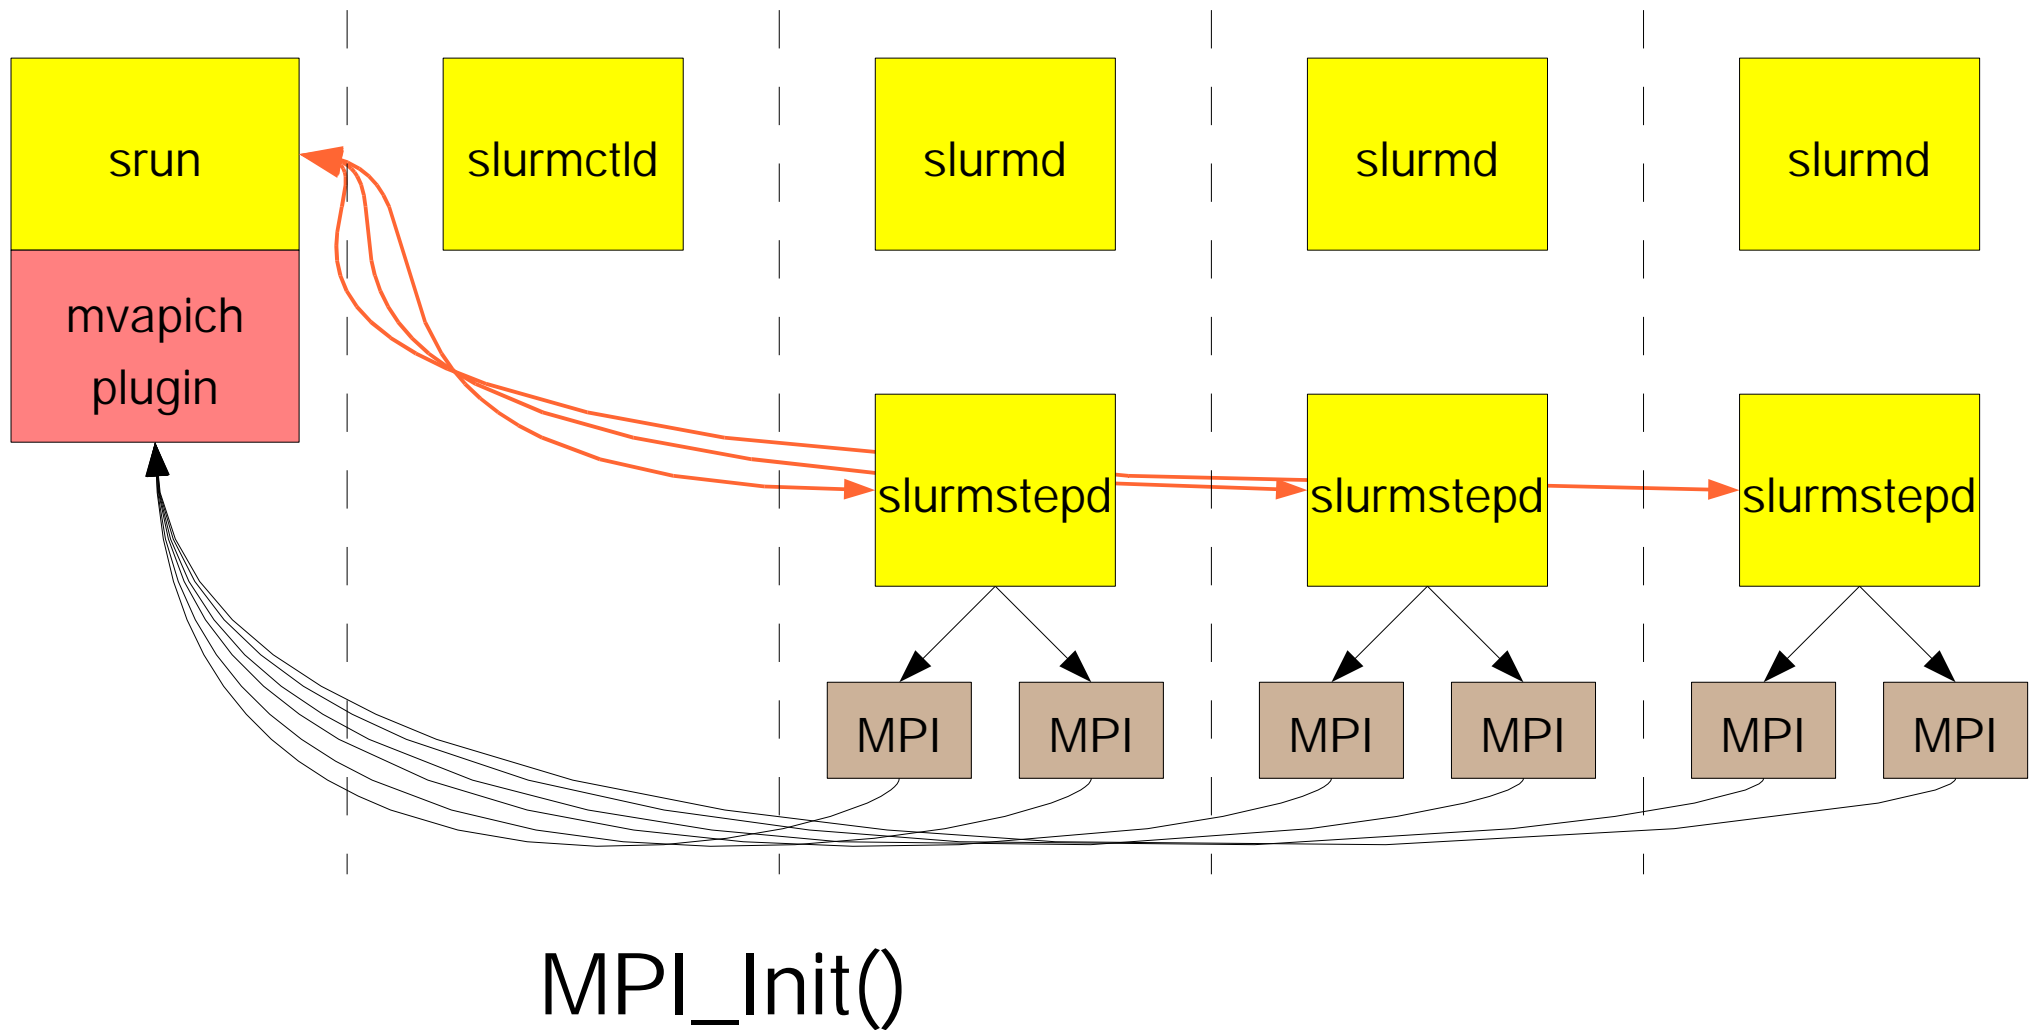 srun
slurmctld
slurmd
slurmd
slurmd
mvapich
plugin
slurmstepd
slurmstepd
slurmstepd
MPI
MPI
MPI
MPI
MPI
MPI
MPI_Init()